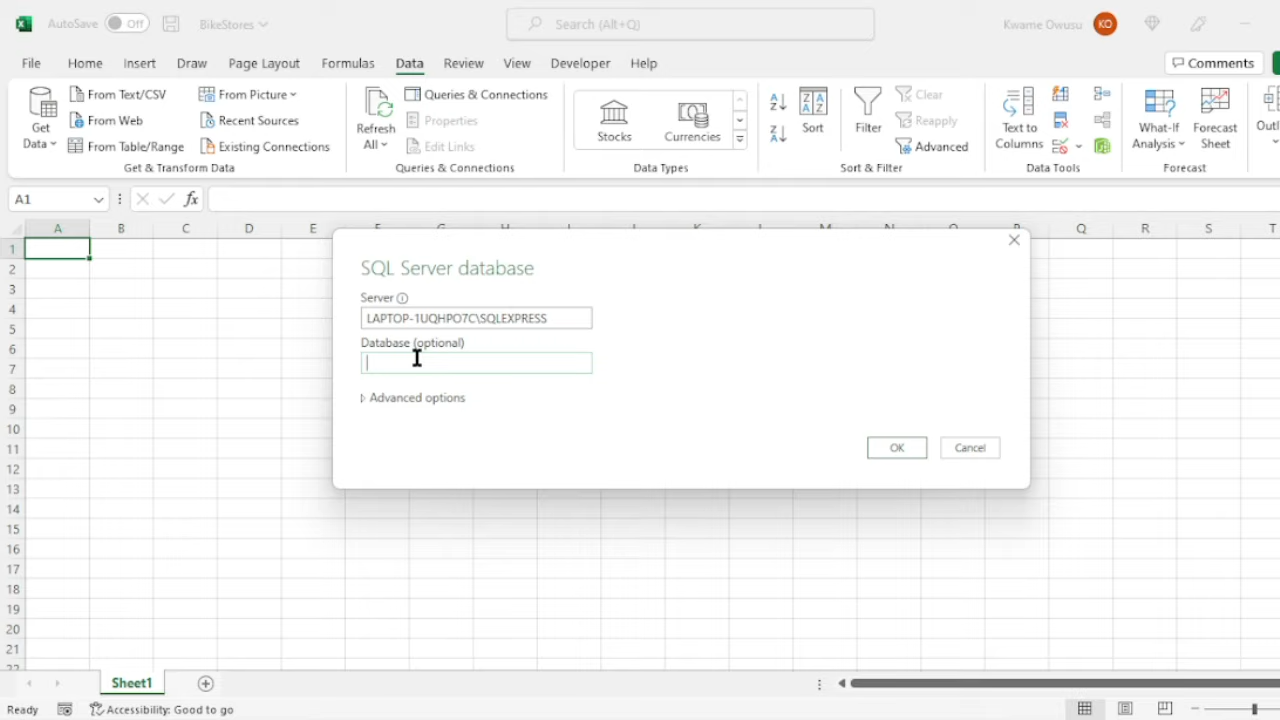 AutoSave Off BikeStores Search (Alt+Q) Kwame Owusu KO
File Home Insert Draw Page Layout Formulas Data Review View Developer Help Comments
Get Data
From Text/CSV
From Web
From Table/Range
From Picture
Recent Sources
Existing Connections
Get & Transform Data
Refresh All
Queries & Connections
Properties
Edit Links
Queries & Connections
Stocks
Currencies
Data Types
Sort
Filter
Clear
Reapply
Advanced
Sort & Filter
Text to Columns
Data Tools
What-If Analysis
Forecast Sheet
Forecast
Outl
A1 fx
A B C D E Q R S T
SQL Server database
Server
LAPTOP-1UQHPO7C\SQLEXPRESS
Database (optional)
Advanced options
OK Cancel
1
2
3
4
5
6
7
8
9
10
11
12
13
14
15
16
17
18
19
20
21
22
Sheet1
Ready Accessibility: Good to go